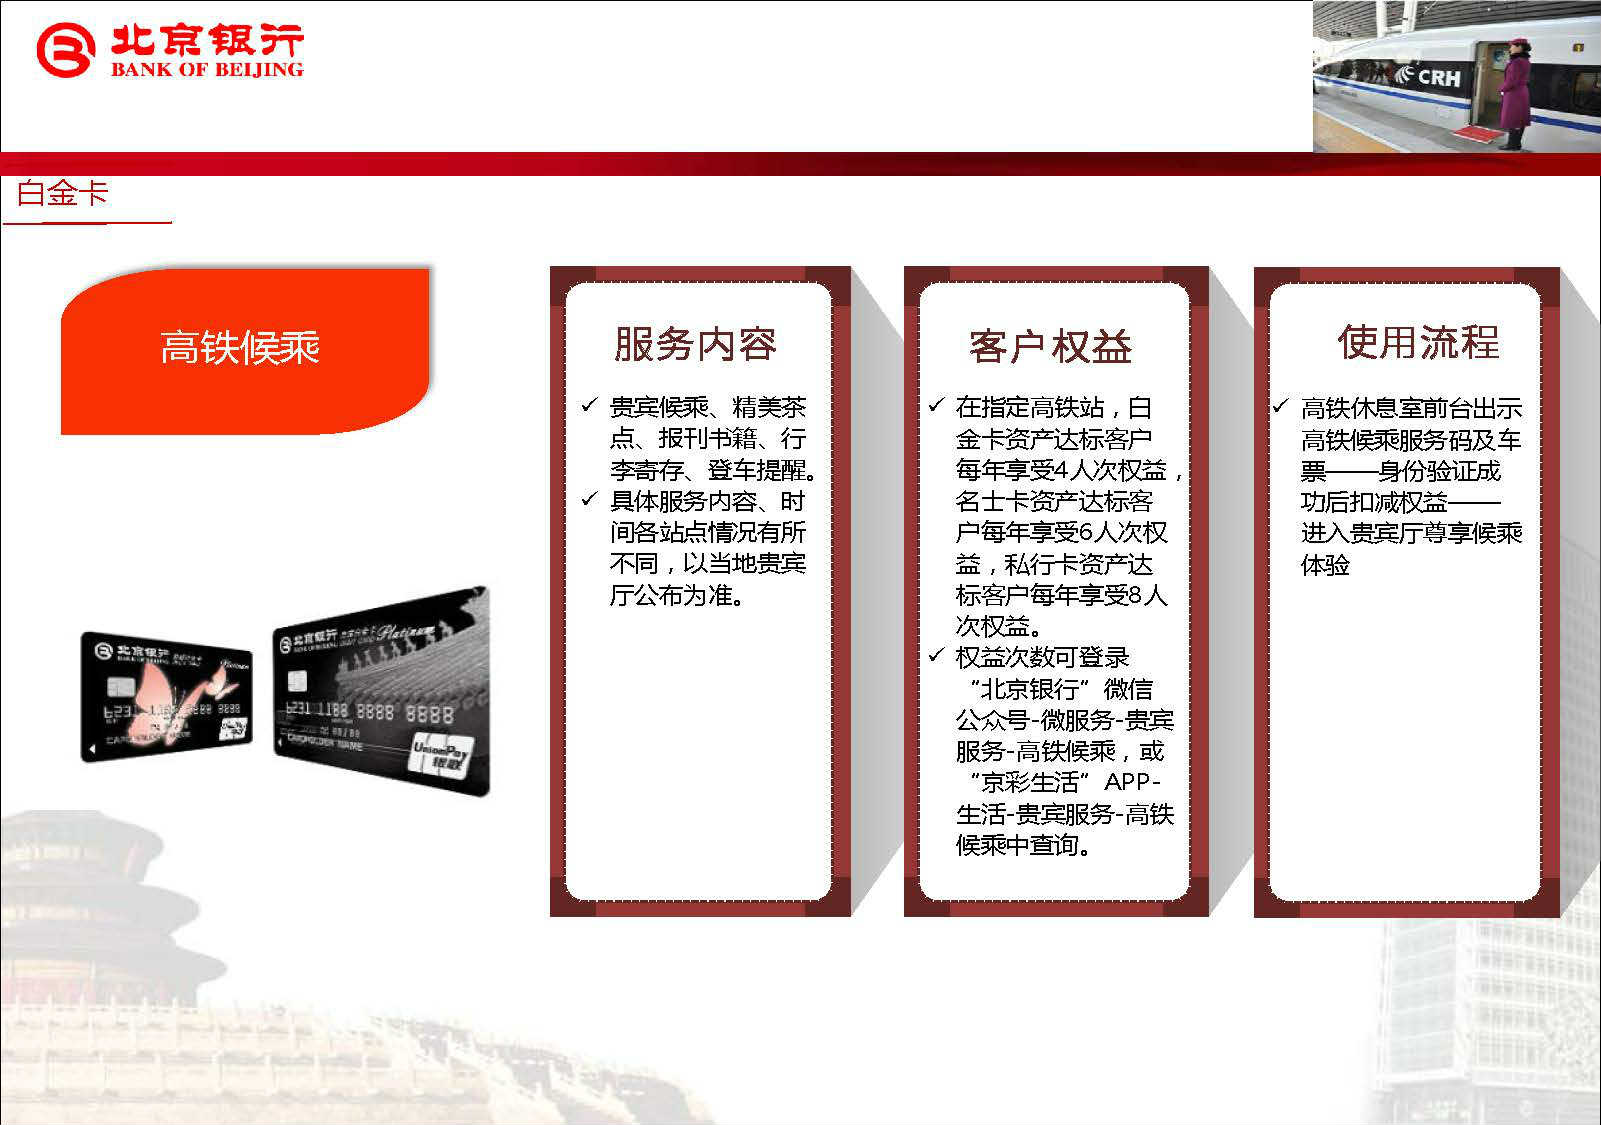 北京银行
BANK OF BEIJING
CRH
白金卡
高铁候乘
服务内容
✓ 贵宾候乘、精美茶
点、报刊书籍、行
李寄存、登车提醒。
✓ 具体服务内容、时
间各站点情况有所
不同，以当地贵宾
厅公布为准。
客户权益
✓ 在指定高铁站，白
金卡资产达标客户
每年享受4人次权益，
名士卡资产达标客
户每年享受6人次权
益，私行卡资产达
标客户每年享受8人
次权益。
✓ 权益次数可登录
“北京银行”微信
公众号-微服务-贵宾
服务-高铁候乘，或
“京彩生活”APP-
生活-贵宾服务-高铁
候乘中查询。
使用流程
✓ 高铁休息室前台出示
高铁候乘服务码及车
票——身份验证成
功后扣减权益——
进入贵宾厅尊享候乘
体验
北京银行
BANK OF BEIJING
Platinum
北京银行
Platinum
6231 1188 8888 8888
CARDHOLDER NAME
UnionPay
银联